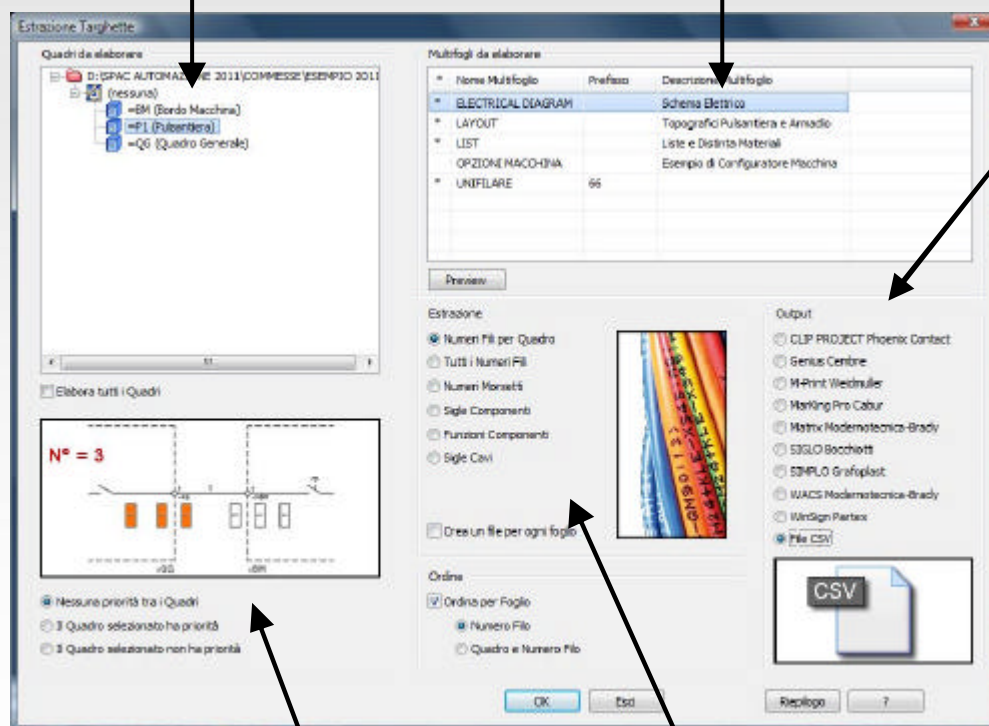 Estrazione Targhette
Quadri da elaborare
D:\SPAC AUTOMAZIONE 2011\COMMESSE\ESEMPIO 2011
(nessuna)
=BM (Bordo Macchina)
=P1 (Pulsantiera)
=QG (Quadro Generale)
Elabora tutti i Quadri
N° = 3
=QG
=BM
Nessuna priorità tra i Quadri
Il Quadro selezionato ha priorità
Il Quadro selezionato non ha priorità
Multifogli da elaborare
* Nome Multifoglio Prefisso Descrizione Multifoglio
* ELECTRICAL DIAGRAM Schema Elettrico
* LAYOUT Topografici Pulsantiera e Armadio
* LIST Liste e Distinta Materiali
OPZIONI MACCHINA Esempio di Configuratore Macchina
* UNIFILARE 66
Preview
Estrazione
Numeri Fili per Quadro
Tutti i Numeri Fili
Numeri Morsetti
Sigle Componenti
Funzioni Componenti
Sigle Cavi
Crea un file per ogni foglio
Ordine
Ordina per Foglio
Numero Filo
Quadro e Numero Filo
Output
CLIP PROJECT Phoenix Contact
Genius Cembre
M-Print Weidmuller
MarKing Pro Cabur
Matrix Modernotecnica-Brady
SIGLO Bocchiotti
SIMPLO Grafoplast
WACS Modernotecnica-Brady
WinSign Partex
File CSV
CSV
OK
Esci
Riepilogo
?